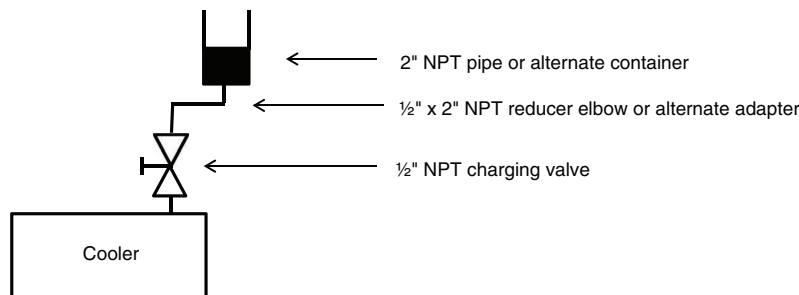 2" NPT pipe or alternate container
½" x 2" NPT reducer elbow or alternate adapter
½" NPT charging valve
Cooler